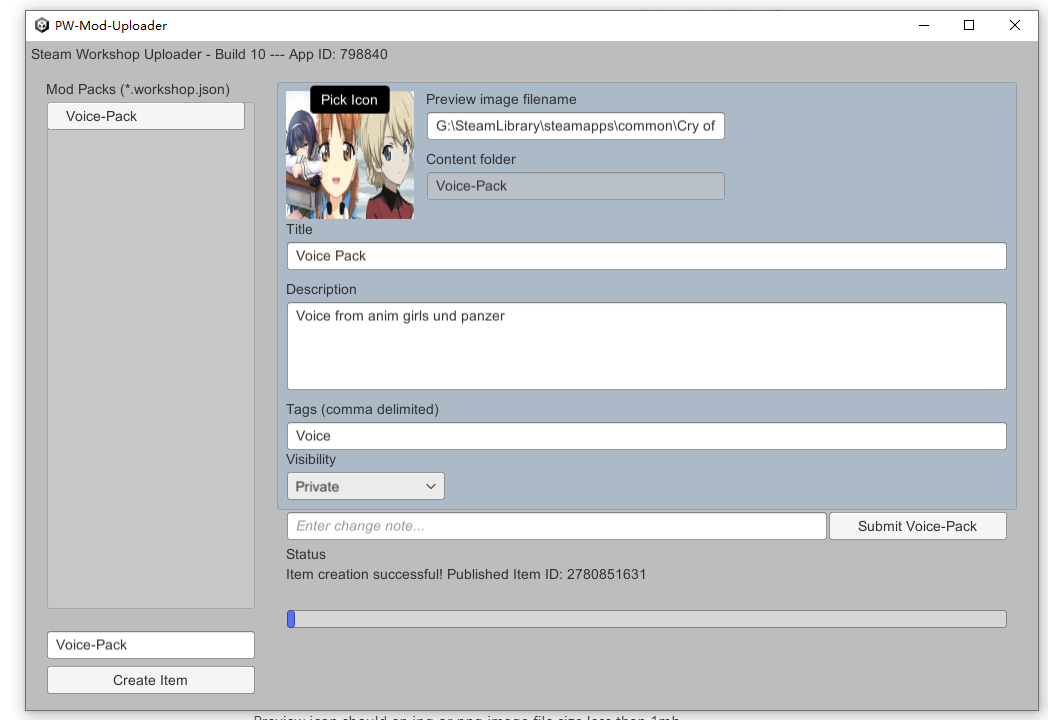 PW-Mod-Uploader
Steam Workshop Uploader - Build 10 --- App ID: 798840
Mod Packs (*.workshop.json)
Voice-Pack
Pick Icon
Preview image filename
G:\SteamLibrary\steamapps\common\Cry of
Content folder
Voice-Pack
Title
Voice Pack
Description
Voice from anim girls und panzer
Tags (comma delimited)
Voice
Visibility
Private
Enter change note...
Submit Voice-Pack
Status
Item creation successful! Published Item ID: 2780851631
Voice-Pack
Create Item